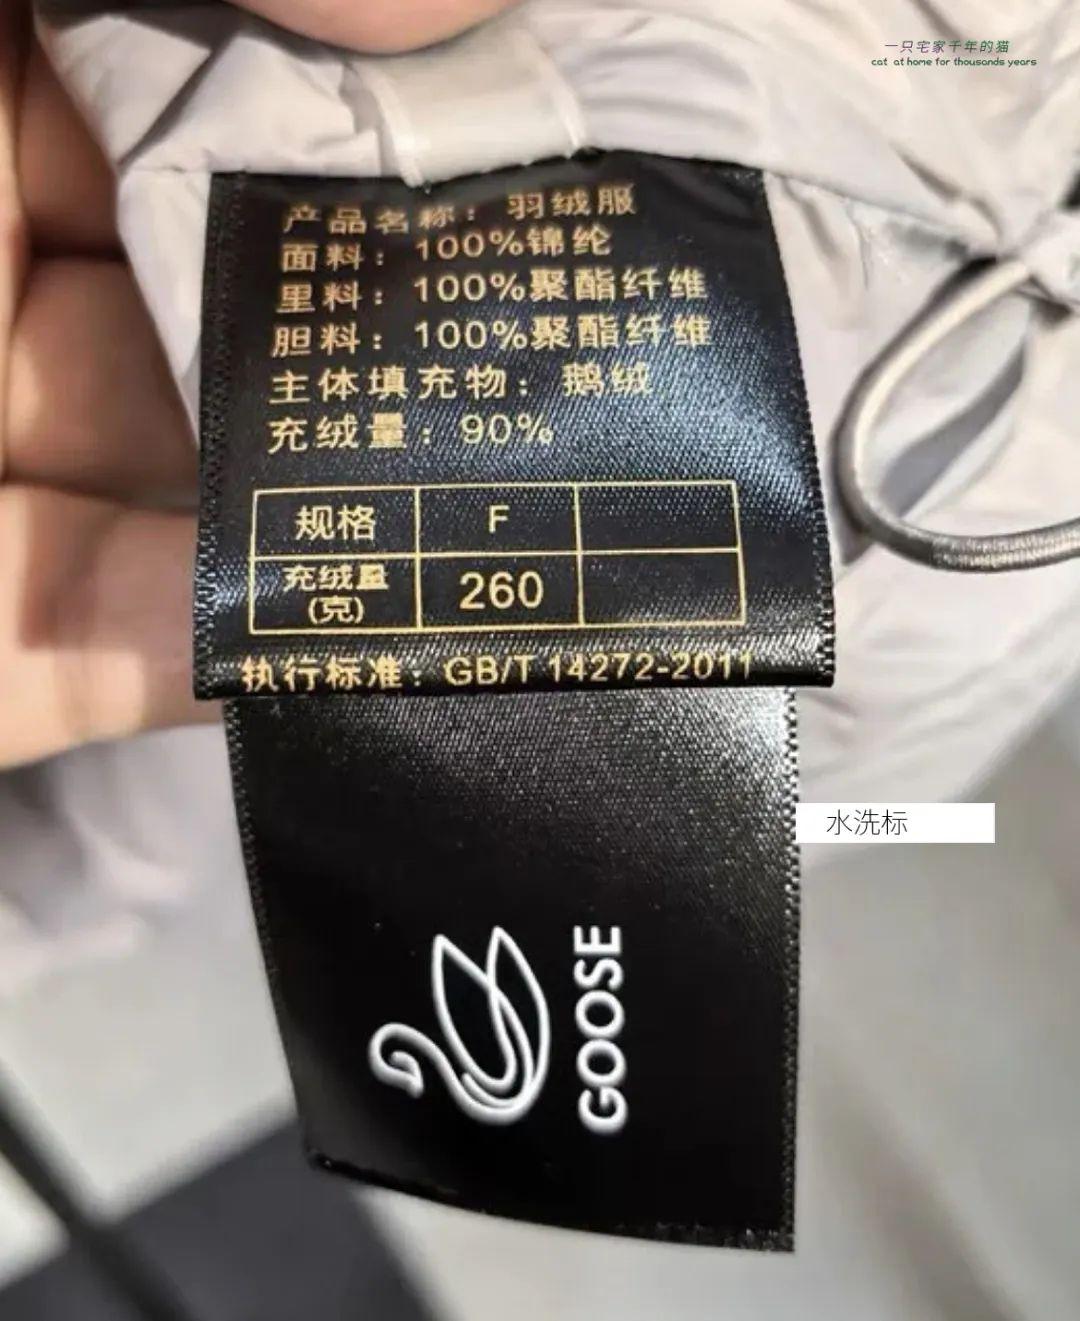 一只宅家千年的猫
cat at home for thousands years
产品名称：羽绒服
面料：100%锦纶
里料：100%聚酯纤维
胆料：100%聚酯纤维
主体填充物：鹅绒
充绒量：90%
规格 F
充绒量(克) 260
执行标准：GB/T 14272-2011
水洗标
GOOSE